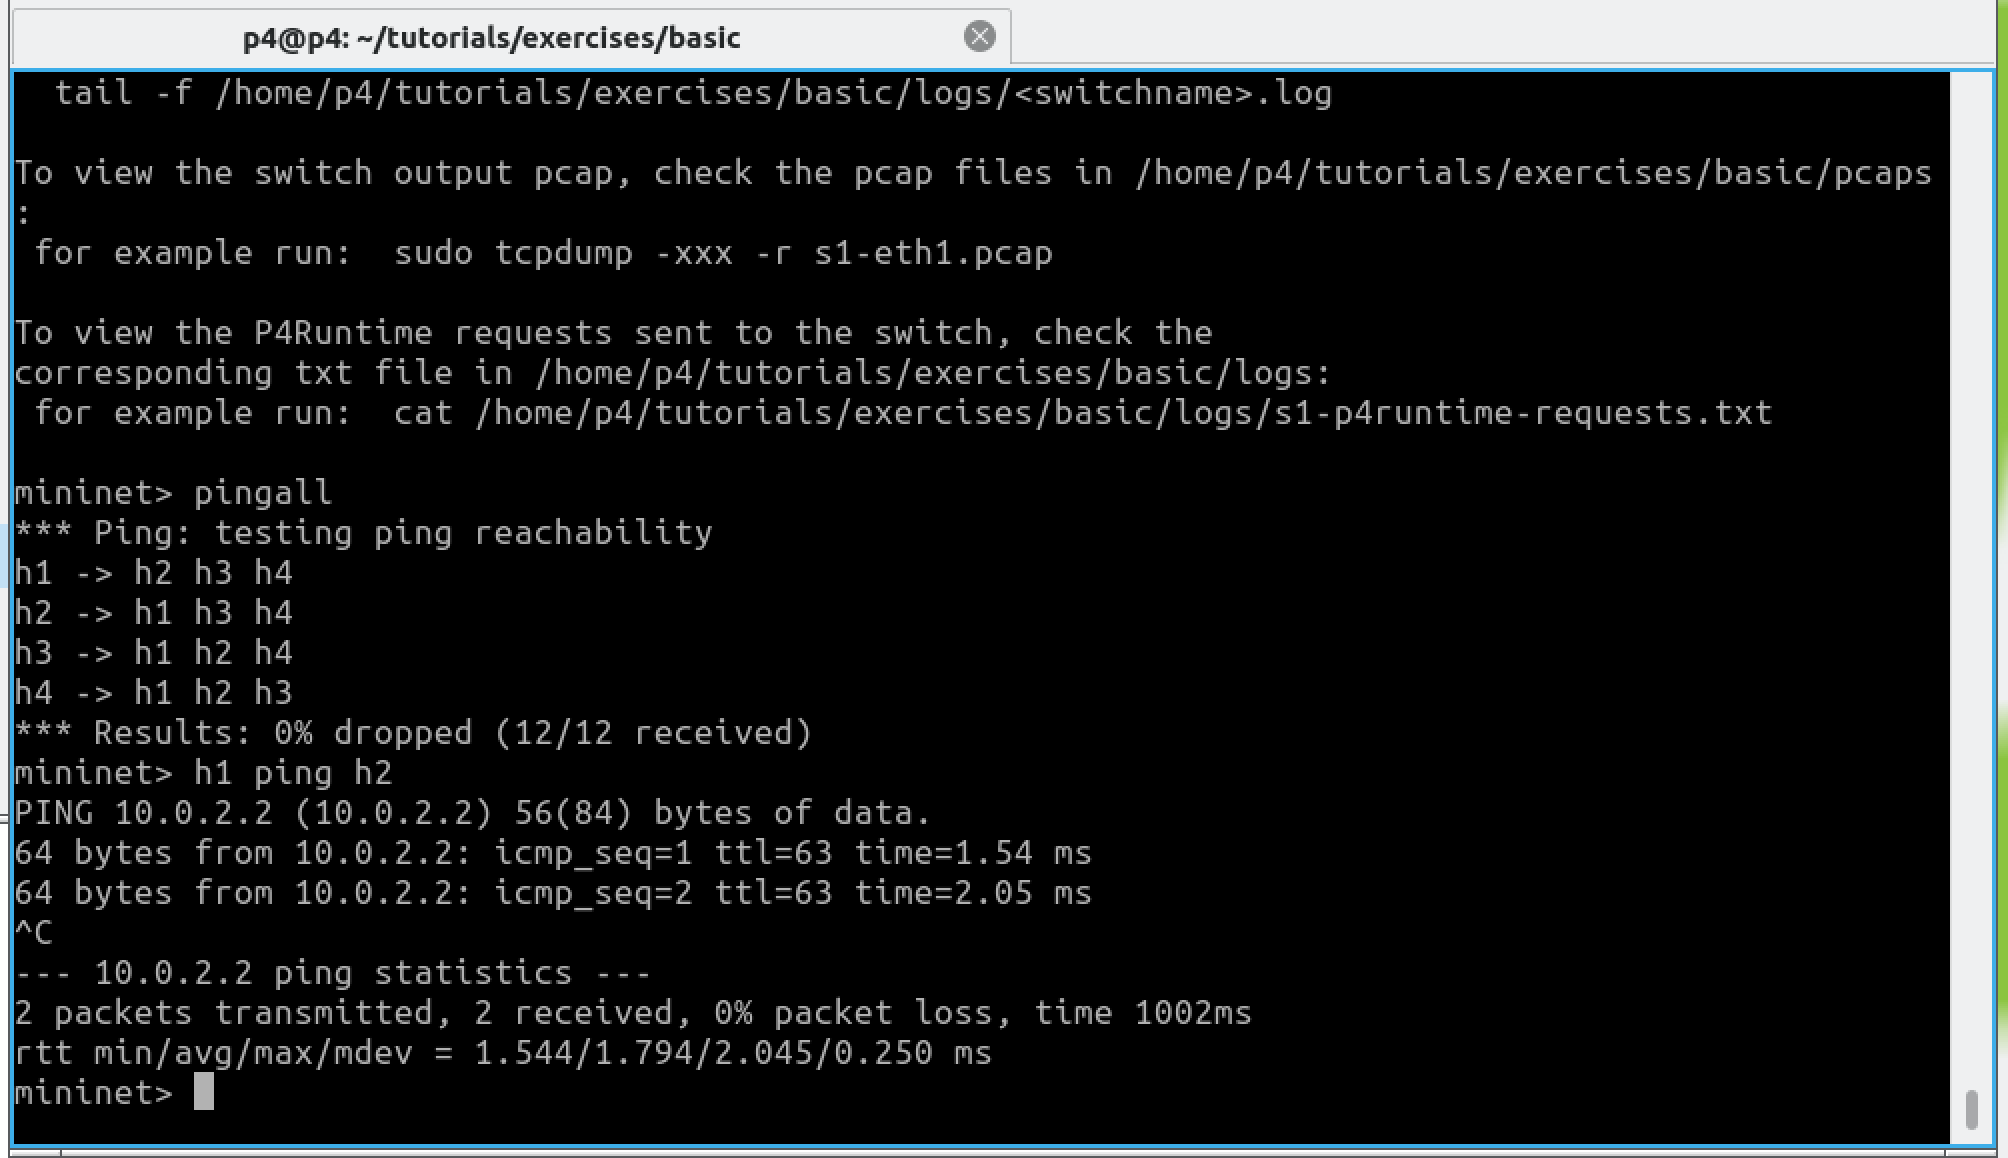 p4@p4: ~/tutorials/exercises/basic
  tail -f /home/p4/tutorials/exercises/basic/logs/<switchname>.log
To view the switch output pcap, check the pcap files in /home/p4/tutorials/exercises/basic/pcaps
:
 for example run:  sudo tcpdump -xxx -r s1-eth1.pcap
To view the P4Runtime requests sent to the switch, check the
corresponding txt file in /home/p4/tutorials/exercises/basic/logs:
 for example run:  cat /home/p4/tutorials/exercises/basic/logs/s1-p4runtime-requests.txt
mininet> pingall
*** Ping: testing ping reachability
h1 -> h2 h3 h4
h2 -> h1 h3 h4
h3 -> h1 h2 h4
h4 -> h1 h2 h3
*** Results: 0% dropped (12/12 received)
mininet> h1 ping h2
PING 10.0.2.2 (10.0.2.2) 56(84) bytes of data.
64 bytes from 10.0.2.2: icmp_seq=1 ttl=63 time=1.54 ms
64 bytes from 10.0.2.2: icmp_seq=2 ttl=63 time=2.05 ms
^C
--- 10.0.2.2 ping statistics ---
2 packets transmitted, 2 received, 0% packet loss, time 1002ms
rtt min/avg/max/mdev = 1.544/1.794/2.045/0.250 ms
mininet>